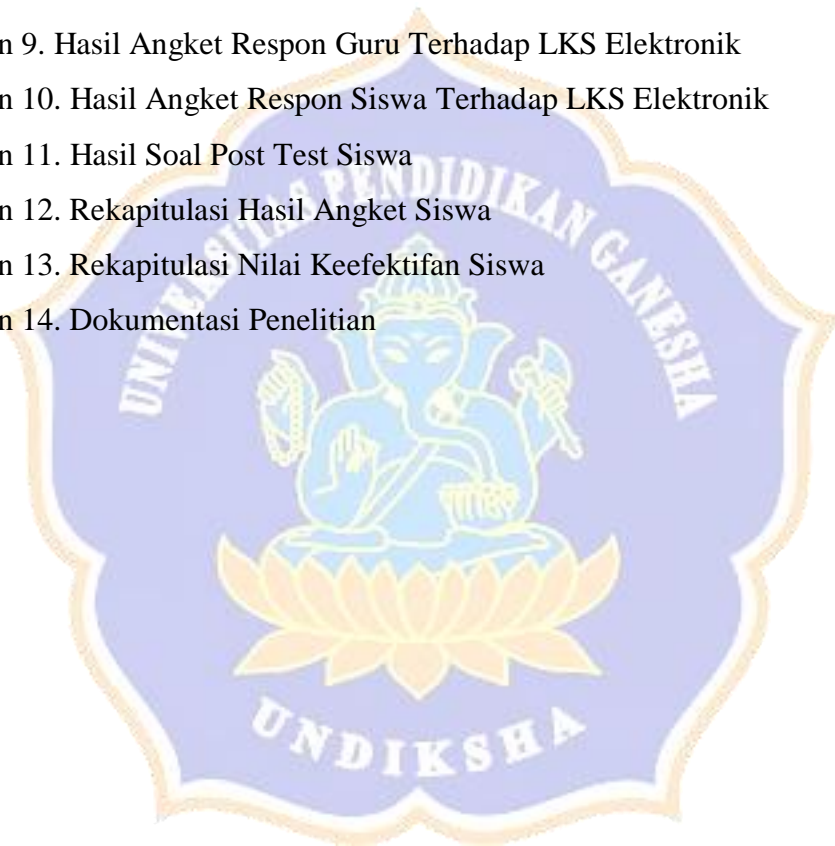 n 9. Hasil Angket Respon Guru Terhadap LKS Elektronik
n 10. Hasil Angket Respon Siswa Terhadap LKS Elektronik
n 11. Hasil Soal Post Test Siswa
n 12. Rekapitulasi Hasil Angket Siswa
n 13. Rekapitulasi Nilai Keefektifan Siswa
n 14. Dokumentasi Penelitian
UNIVERSITAS PENDIDIKAN GANESHA
UNDIKSHA